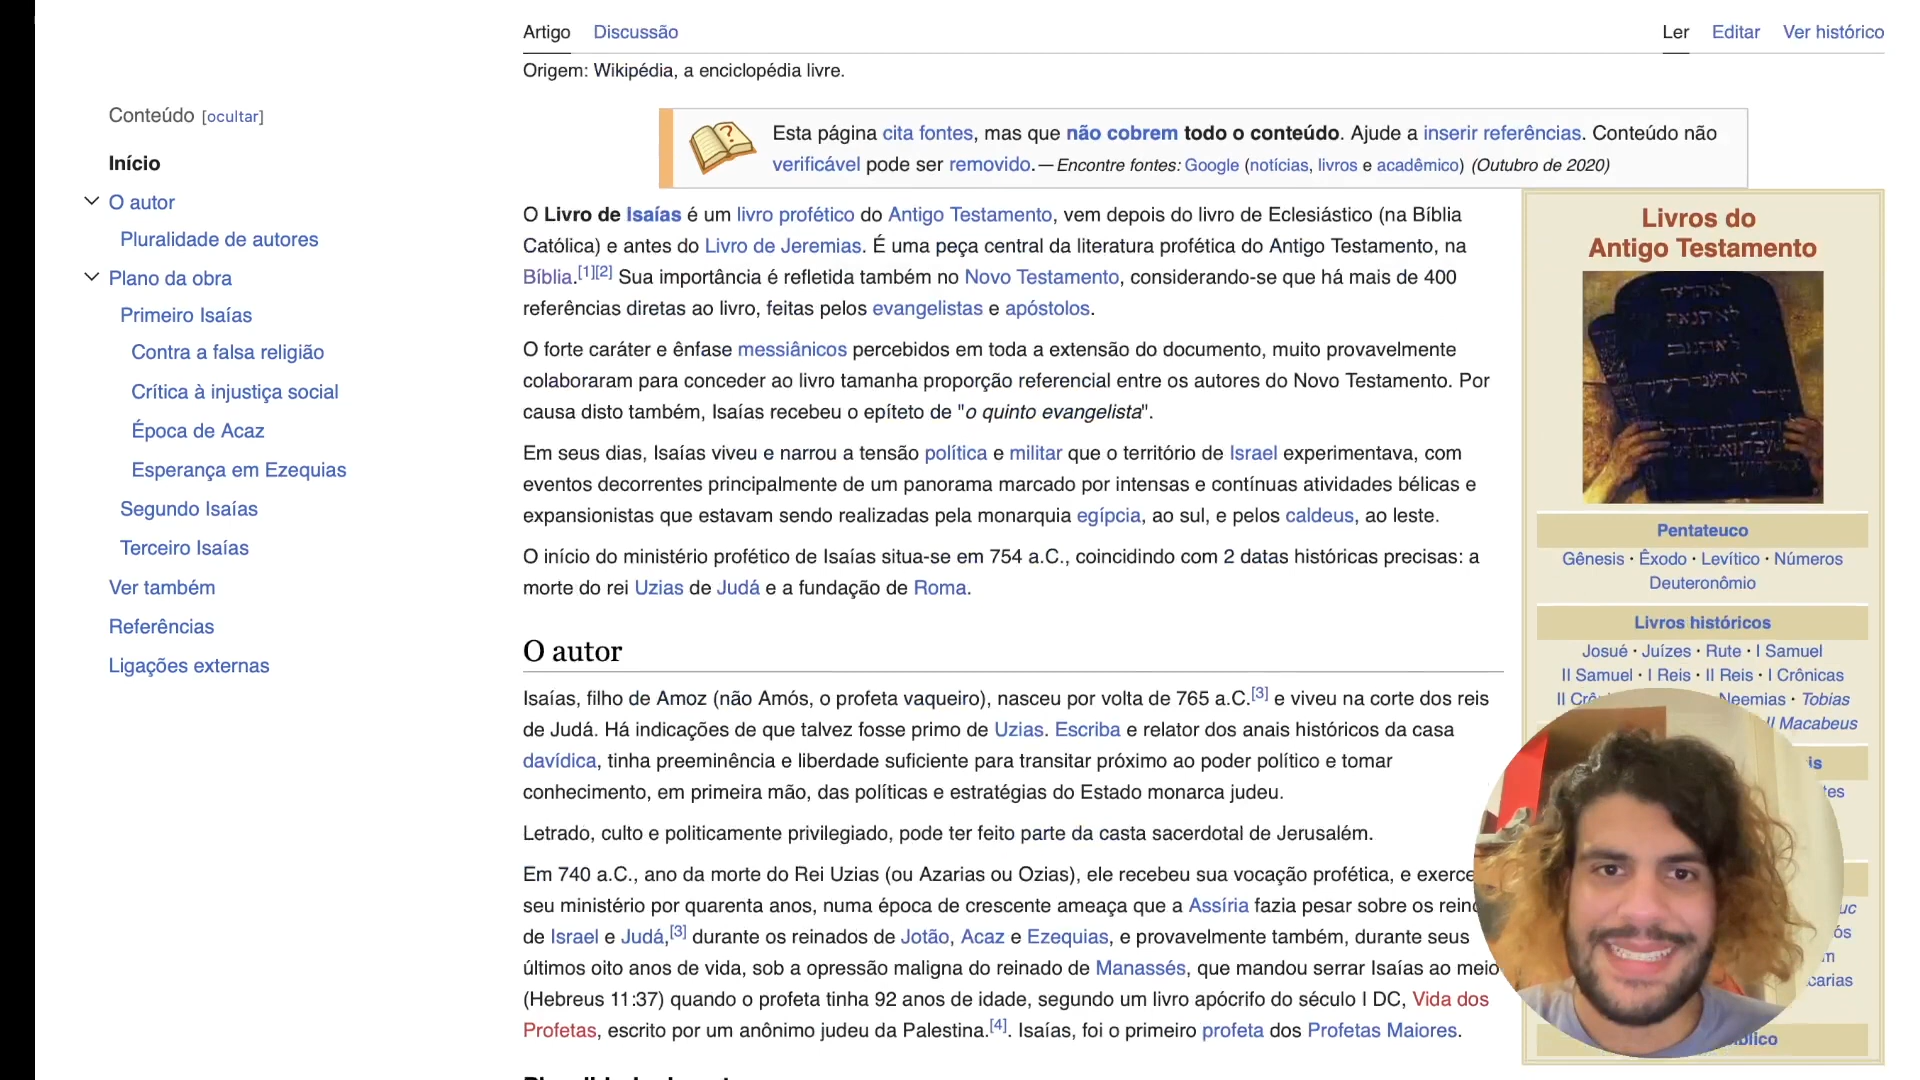 Artigo Discussão Ler Editar Ver histórico
Origem: Wikipédia, a enciclopédia livre.
Conteúdo [ocultar]
Início
O autor
Pluralidade de autores
Plano da obra
Primeiro Isaías
Contra a falsa religião
Crítica à injustiça social
Época de Acaz
Esperança em Ezequias
Segundo Isaías
Terceiro Isaías
Ver também
Referências
Ligações externas
Esta página cita fontes, mas que não cobrem todo o conteúdo. Ajude a inserir referências. Conteúdo não
verificável pode ser removido.—Encontre fontes: Google (notícias, livros e acadêmico) (Outubro de 2020)
O Livro de Isaías é um livro profético do Antigo Testamento, vem depois do livro de Eclesiástico (na Bíblia
Católica) e antes do Livro de Jeremias. É uma peça central da literatura profética do Antigo Testamento, na
Bíblia.[1][2] Sua importância é refletida também no Novo Testamento, considerando-se que há mais de 400
referências diretas ao livro, feitas pelos evangelistas e apóstolos.
O forte caráter e ênfase messiânicos percebidos em toda a extensão do documento, muito provavelmente
colaboraram para conceder ao livro tamanha proporção referencial entre os autores do Novo Testamento. Por
causa disto também, Isaías recebeu o epíteto de "o quinto evangelista".
Em seus dias, Isaías viveu e narrou a tensão política e militar que o território de Israel experimentava, com
eventos decorrentes principalmente de um panorama marcado por intensas e contínuas atividades bélicas e
expansionistas que estavam sendo realizadas pela monarquia egípcia, ao sul, e pelos caldeus, ao leste.
O início do ministério profético de Isaías situa-se em 754 a.C., coincidindo com 2 datas históricas precisas: a
morte do rei Uzias de Judá e a fundação de Roma.
O autor
Isaías, filho de Amoz (não Amós, o profeta vaqueiro), nasceu por volta de 765 a.C.[3] e viveu na corte dos reis
de Judá. Há indicações de que talvez fosse primo de Uzias. Escriba e relator dos anais históricos da casa
davídica, tinha preeminência e liberdade suficiente para transitar próximo ao poder político e tomar
conhecimento, em primeira mão, das políticas e estratégias do Estado monarca judeu.
Letrado, culto e politicamente privilegiado, pode ter feito parte da casta sacerdotal de Jerusalém.
Em 740 a.C., ano da morte do Rei Uzias (ou Azarias ou Ozias), ele recebeu sua vocação profética, e exerce
seu ministério por quarenta anos, numa época de crescente ameaça que a Assíria fazia pesar sobre os rein
de Israel e Judá,[3] durante os reinados de Jotão, Acaz e Ezequias, e provavelmente também, durante seus
últimos oito anos de vida, sob a opressão maligna do reinado de Manassés, que mandou serrar Isaías ao meio
(Hebreus 11:37) quando o profeta tinha 92 anos de idade, segundo um livro apócrifo do século I DC, Vida dos
Profetas, escrito por um anônimo judeu da Palestina.[4]. Isaías, foi o primeiro profeta dos Profetas Maiores.
Livros do
Antigo Testamento
Pentateuco
Gênesis · Êxodo · Levítico · Números
Deuteronômio
Livros históricos
Josué · Juízes · Rute · I Samuel
II Samuel · I Reis · II Reis · I Crônicas
II Crô Neemias · Tobias
II Macabeus
is
tes
uc
ós
m
carias
blico